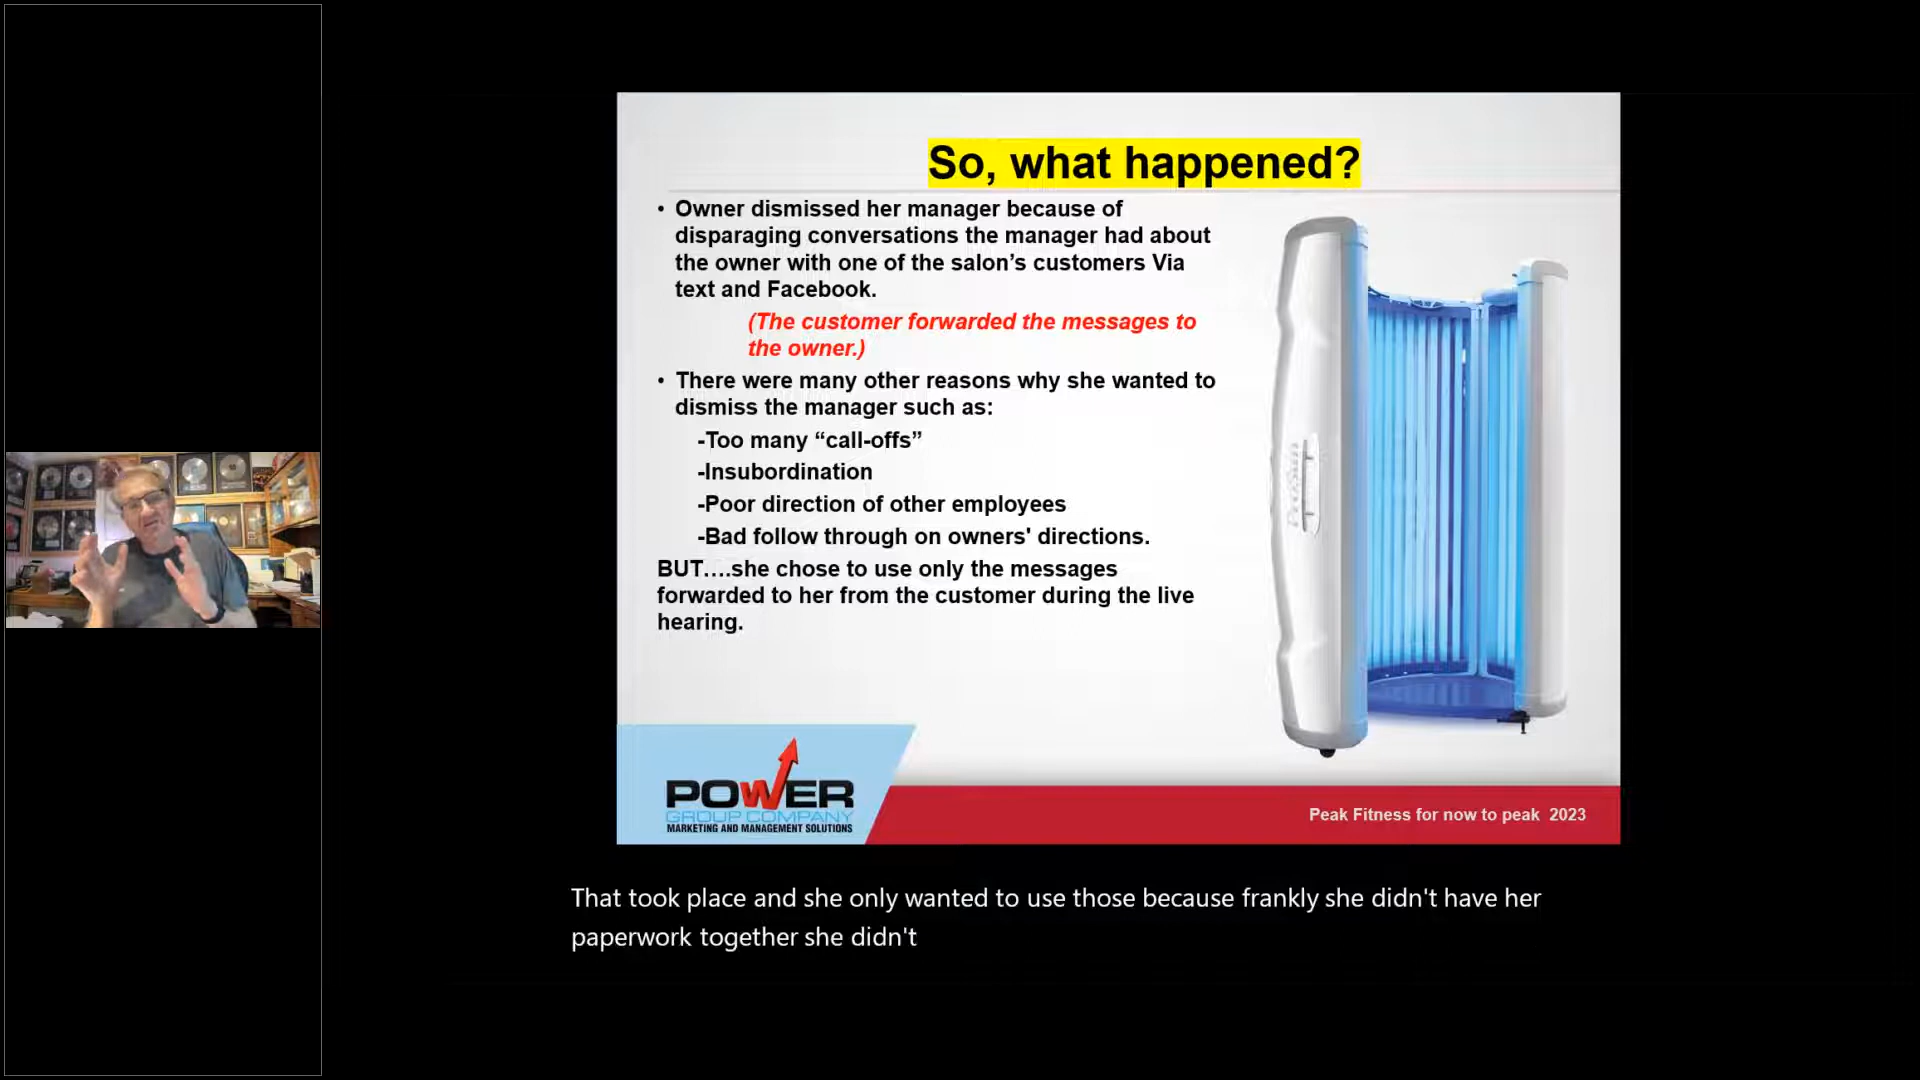 So, what happened?
• Owner dismissed her manager because of
disparaging conversations the manager had about
the owner with one of the salon’s customers Via
text and Facebook.
(The customer forwarded the messages to
the owner.)
• There were many other reasons why she wanted to
dismiss the manager such as:
-Too many “call-offs”
-Insubordination
-Poor direction of other employees
-Bad follow through on owners' directions.
BUT....she chose to use only the messages
forwarded to her from the customer during the live
hearing.
ProSun
POWER
GROUP COMPANY
MARKETING AND MANAGEMENT SOLUTIONS
Peak Fitness for now to peak 2023
That took place and she only wanted to use those because frankly she didn't have her
paperwork together she didn't